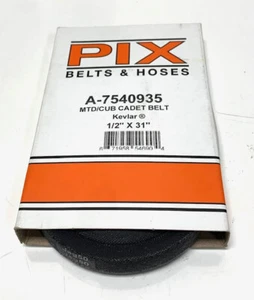 PIX
BELTS & HOSES
A-7540935
MTD/CUB CADET BELT
Kevlar ®
1/2" X 31"